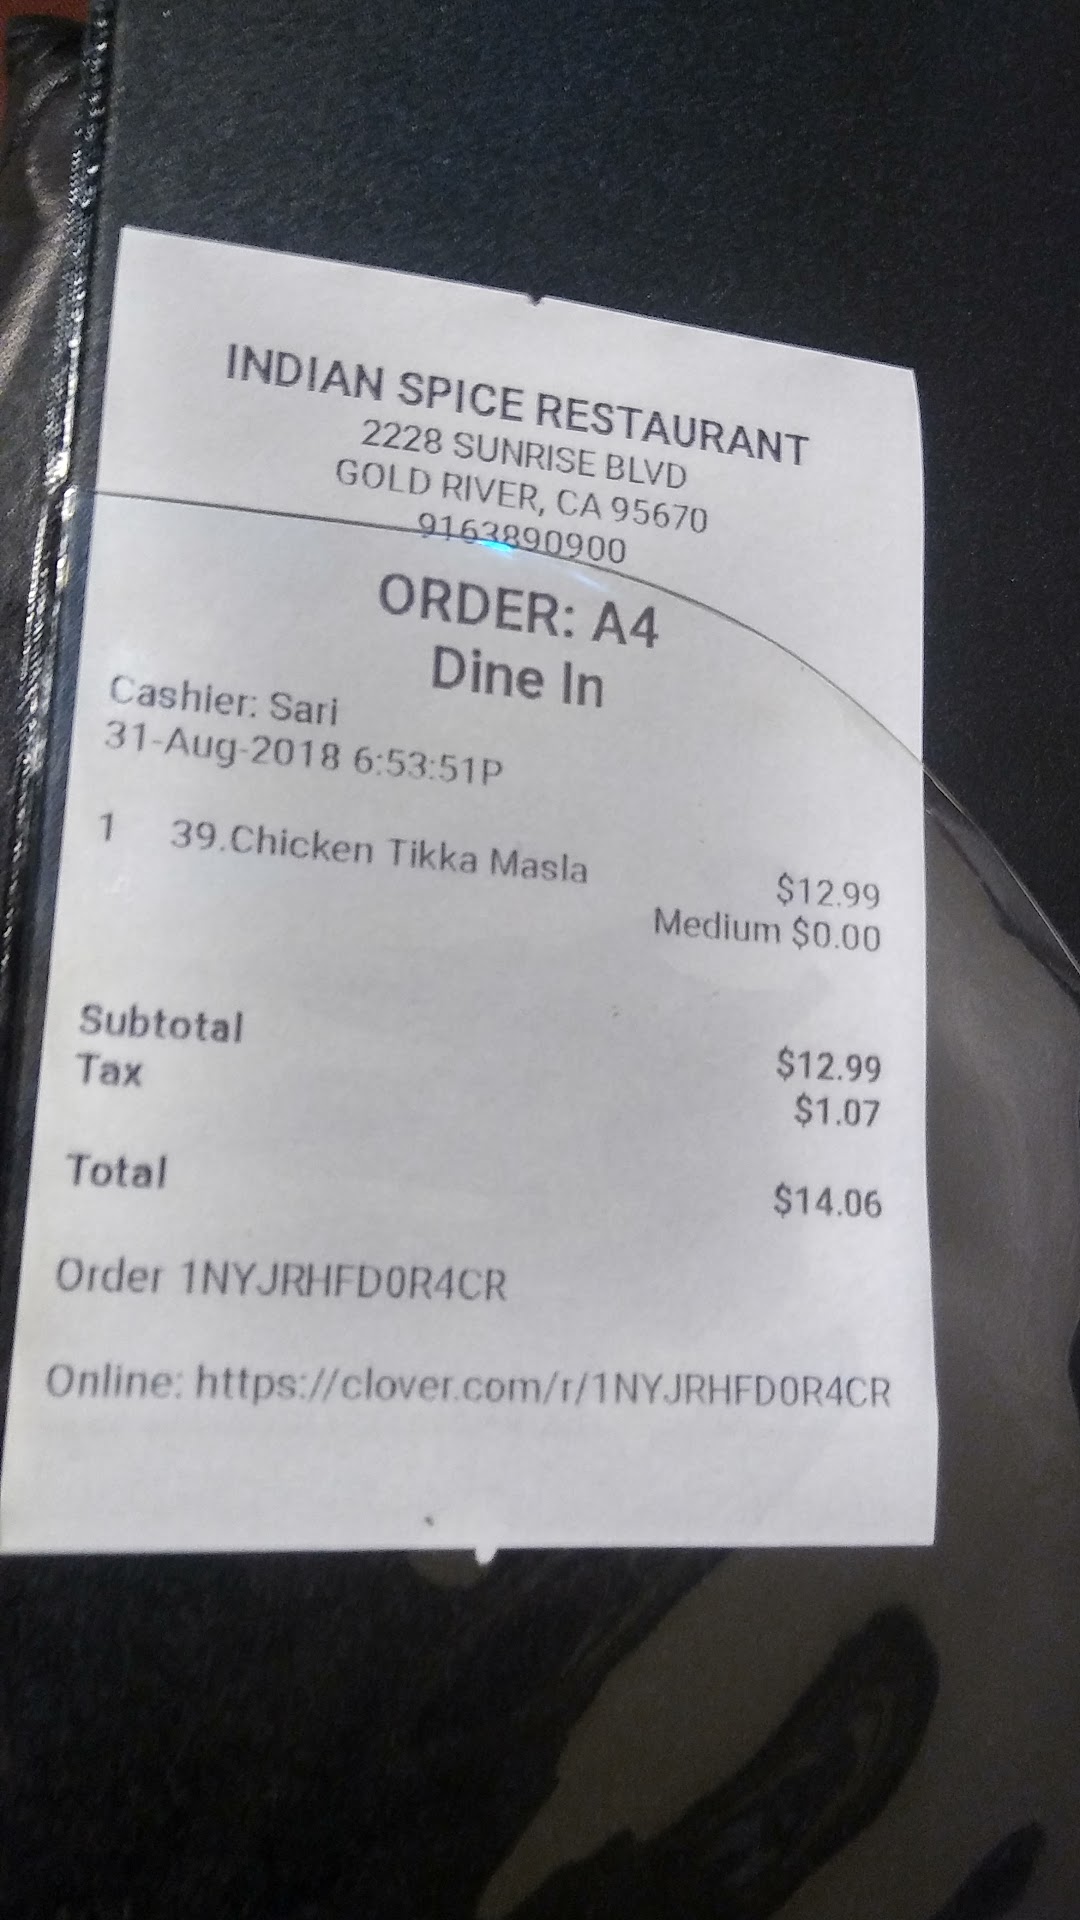 INDIAN SPICE RESTAURANT
2228 SUNRISE BLVD
GOLD RIVER, CA 95670
9163890900
ORDER: A4
Dine In
Cashier: Sari
31-Aug-2018 6:53:51P
1 39.Chicken Tikka Masla $12.99
Medium $0.00
Subtotal $12.99
Tax $1.07
Total $14.06
Order 1NYJRHFD0R4CR
Online: https://clover.com/r/1NYJRHFD0R4CR